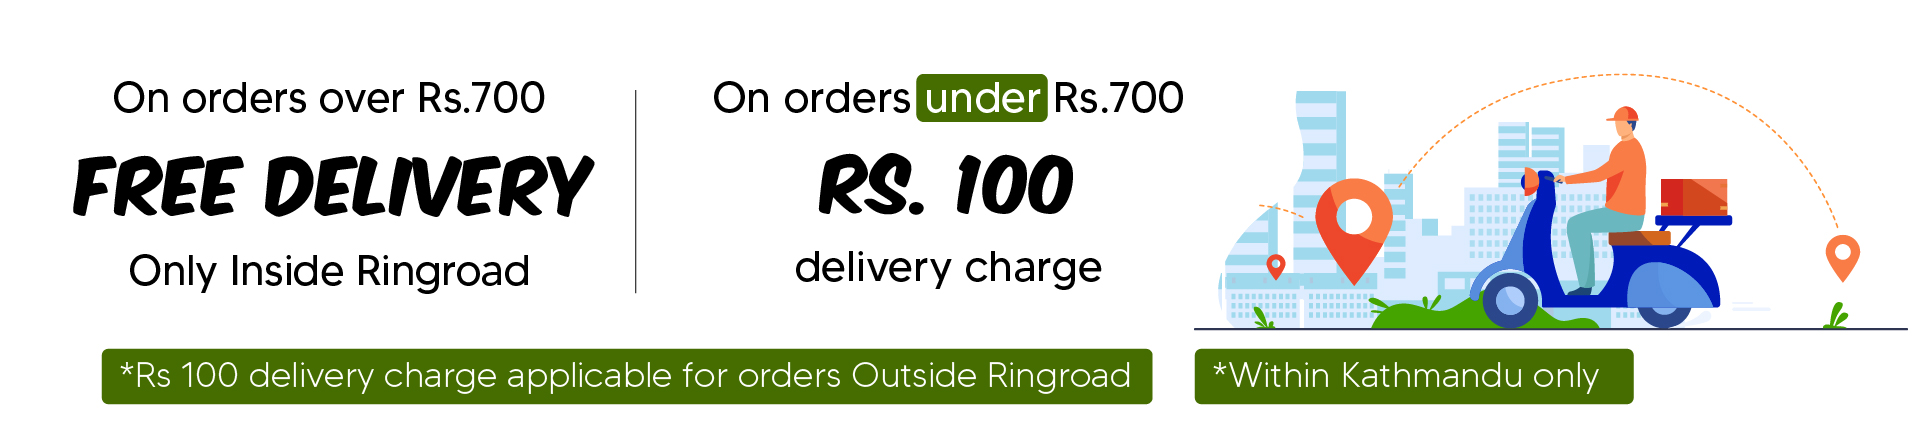 On orders over Rs.700
FREE DELIVERY
Only Inside Ringroad
On orders under Rs.700
RS. 100
delivery charge
*Rs 100 delivery charge applicable for orders Outside Ringroad
*Within Kathmandu only